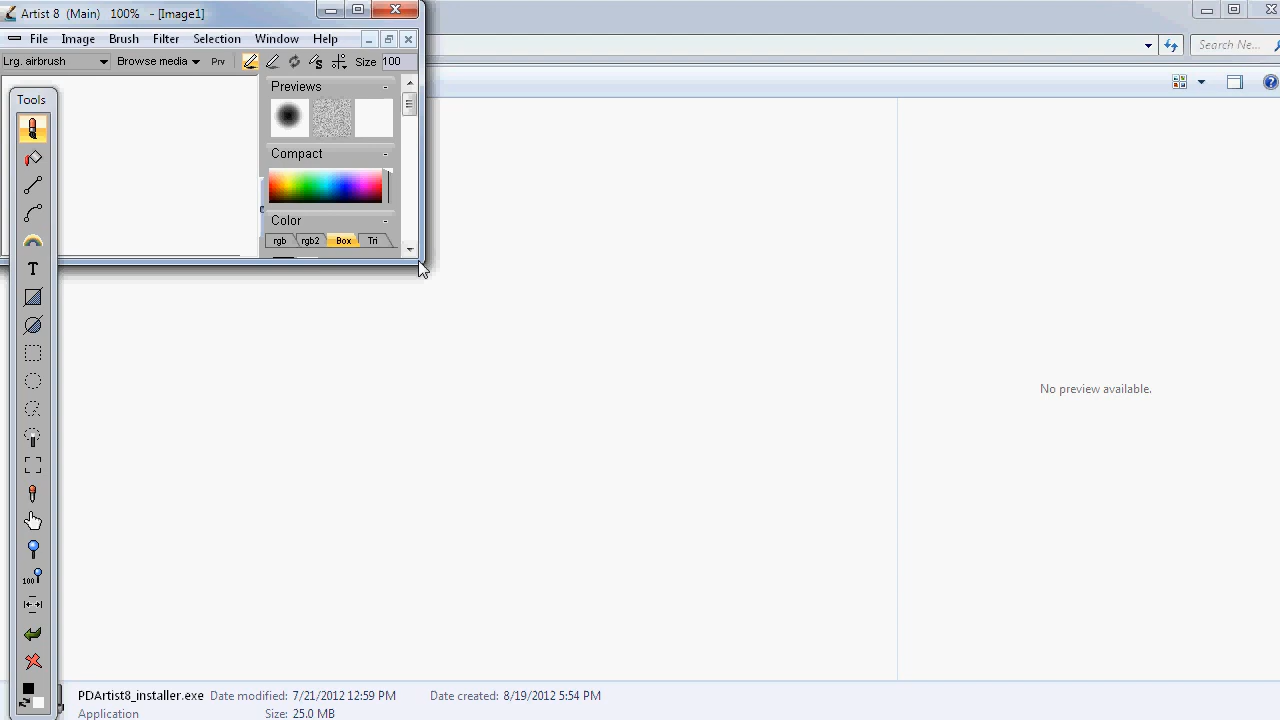 Artist 8 (Main) 100% - [Image1]
File Image Brush Filter Selection Window Help
Search Ne...
Lrg. airbrush Browse media Prv Size 100
Tools
Previews
Compact
Color
rgb rgb2 Box Tri
T
100
No preview available.
PDArtist8_installer.exe Date modified: 7/21/2012 12:59 PM Date created: 8/19/2012 5:54 PM
Application Size: 25.0 MB